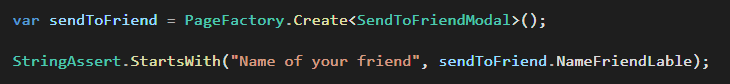 var sendToFriend = PageFactory.Create<SendToFriendModal>();
StringAssert.StartsWith("Name of your friend", sendToFriend.NameFriendLable);